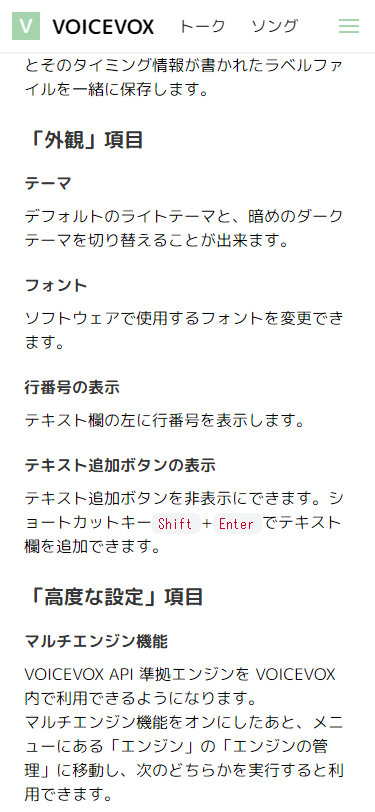 V VOICEVOX トーク ソング
とそのタイミング情報が書かれたラベルファ
イルを一緒に保存します。
「外観」項目
テーマ
デフォルトのライトテーマと、暗めのダーク
テーマを切り替えることが出来ます。
フォント
ソフトウェアで使用するフォントを変更でき
ます。
行番号の表示
テキスト欄の左に行番号を表示します。
テキスト追加ボタンの表示
テキスト追加ボタンを非表示にできます。シ
ョートカットキーShift+Enterでテキスト
欄を追加できます。
「高度な設定」項目
マルチエンジン機能
VOICEVOX API 準拠エンジンを VOICEVOX
内で利用できるようになります。
マルチエンジン機能をオンにしたあと、メニ
ューにある「エンジン」の「エンジンの管
理」に移動し、次のどちらかを実行すると利
用できます。